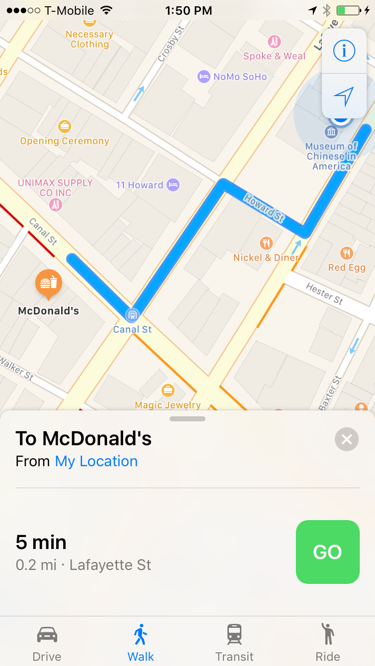 T-Mobile
1:50 PM
Necessary
Clothing
Crosby St
Spoke & Weal
NoMo SoHo
Opening Ceremony
Museum of
Chinese in
America
UNIMAX SUPPLY
CO INC
11 Howard
Howard St
Canal St
Nickel & Diner
Red Egg
McDonald's
Hester St
Canal St
Walker St
Baxter St
Magic Jewelry
To McDonald's
From My Location
5 min
0.2 mi · Lafayette St
GO
Drive
Walk
Transit
Ride